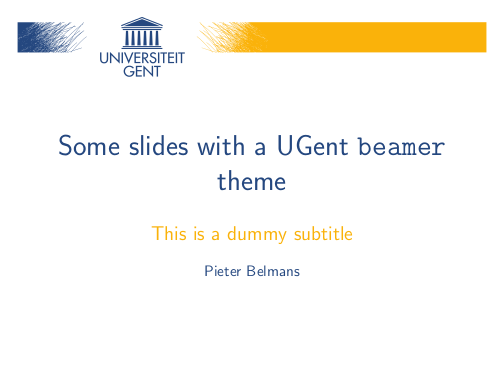 UNIVERSITEIT
GENT
Some slides with a UGent beamer
theme
This is a dummy subtitle
Pieter Belmans